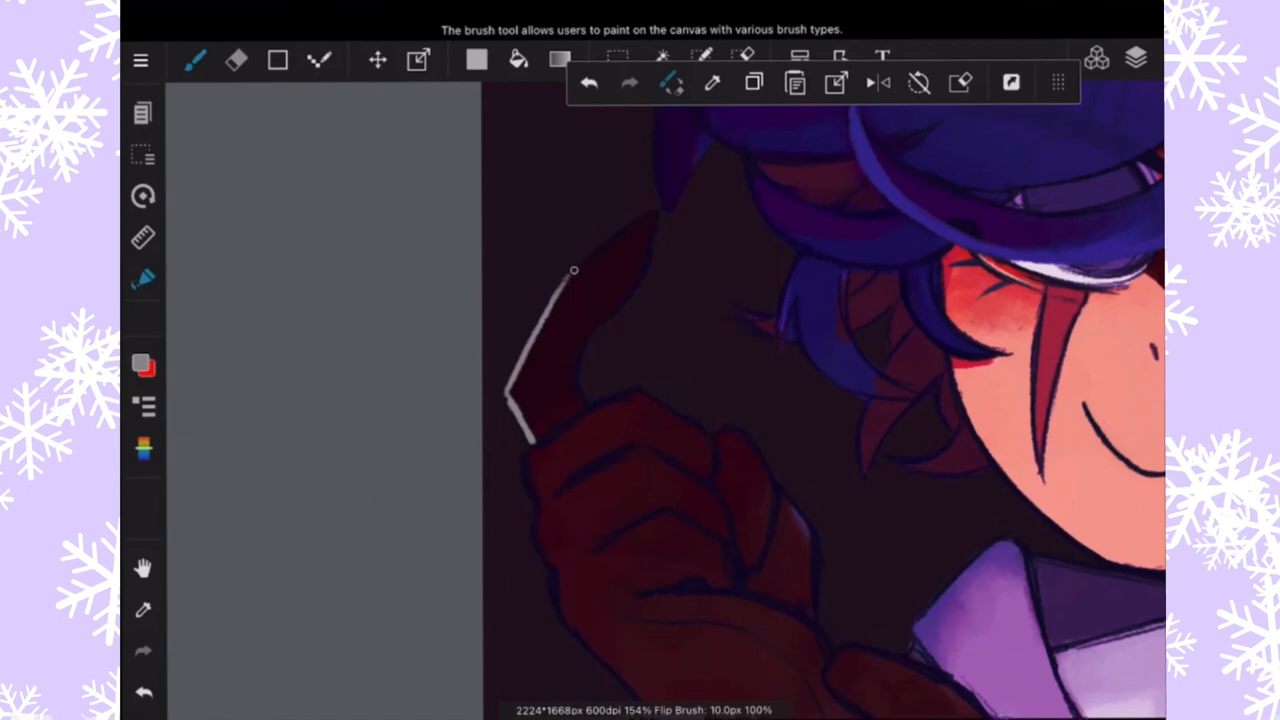 The brush tool allows users to paint on the canvas with various brush types.
T
2224*1668px 600dpi 154% Flip Brush: 10.0px 100%